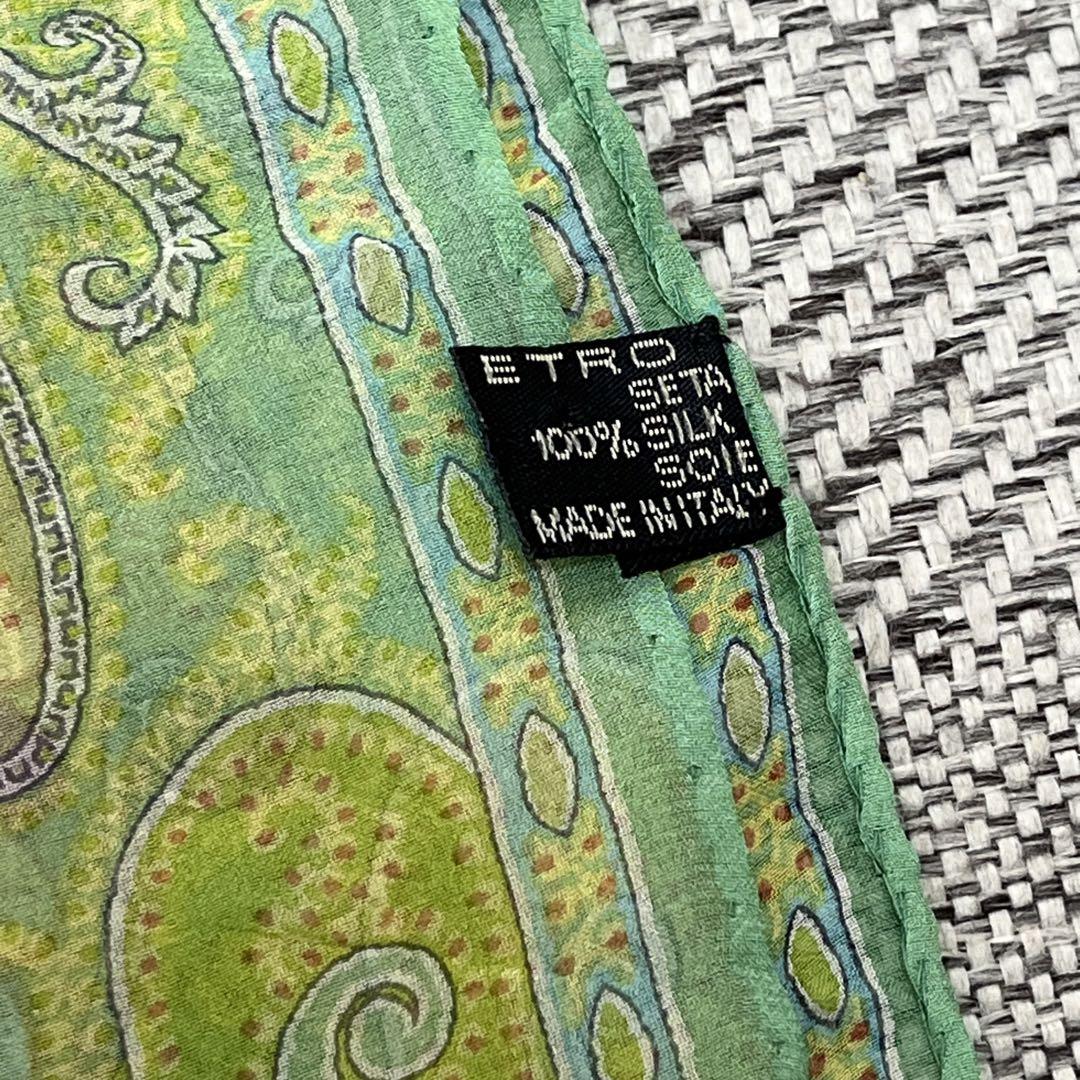 ETRO
SETA
100% SILK
SOIE
MADE IN ITALY